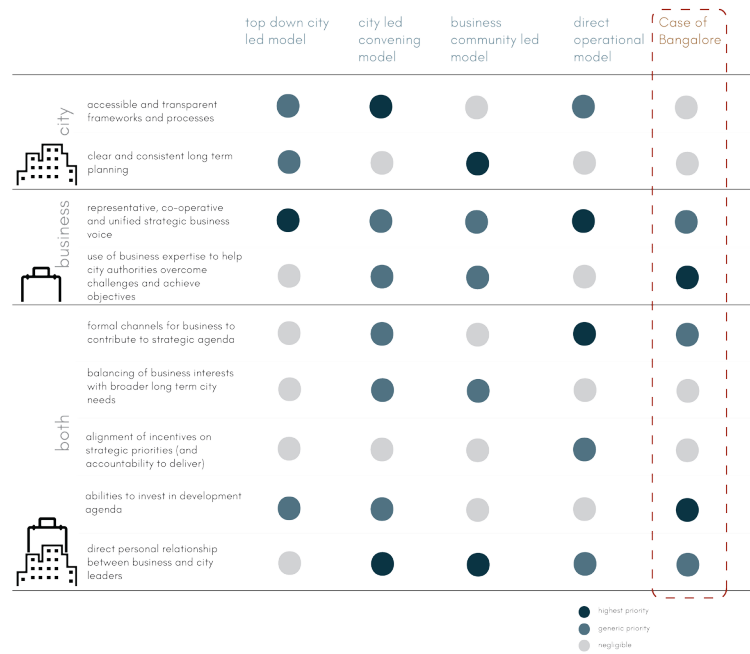 top down city
led model
city led
convening
model
business
community led
model
direct
operational
model
Case of
Bangalore
city
accessible and transparent
frameworks and processes
clear and consistent long term
planning
business
representative, co-operative
and unified strategic business
voice
use of business expertise to help
city authorities overcome
challenges and achieve
objectives
both
formal channels for business to
contribute to strategic agenda
balancing of business interests
with broader long term city
needs
alignment of incentives on
strategic priorities (and
accountability to deliver)
abilities to invest in development
agenda
direct personal relationship
between business and city
leaders
highest priority
generic priority
negligible